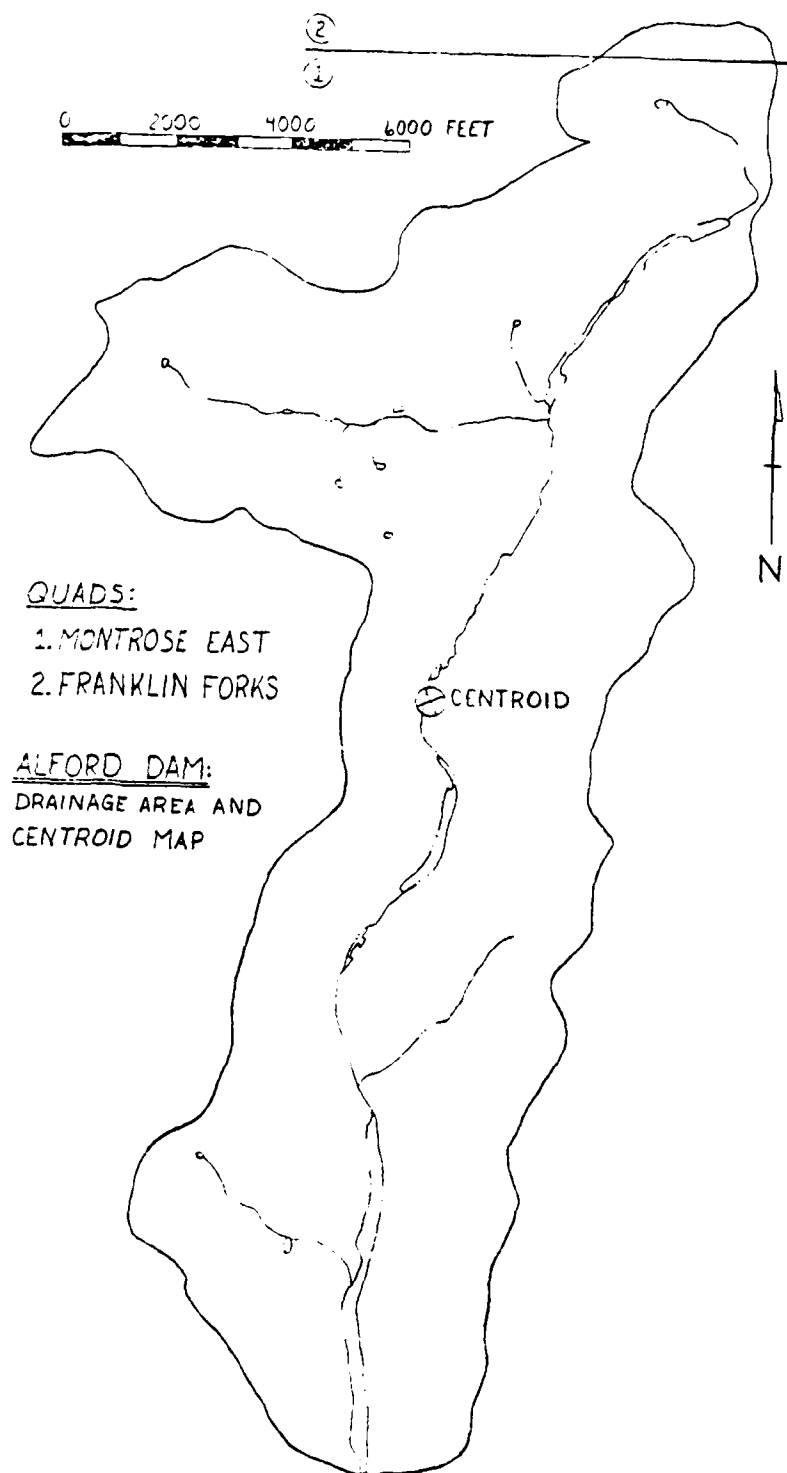 ②
①
0 2000 4000 6000 FEET
N
QUADS:
1. MONTROSE EAST
2. FRANKLIN FORKS
CENTROID
ALFORD DAM:
DRAINAGE AREA AND
CENTROID MAP